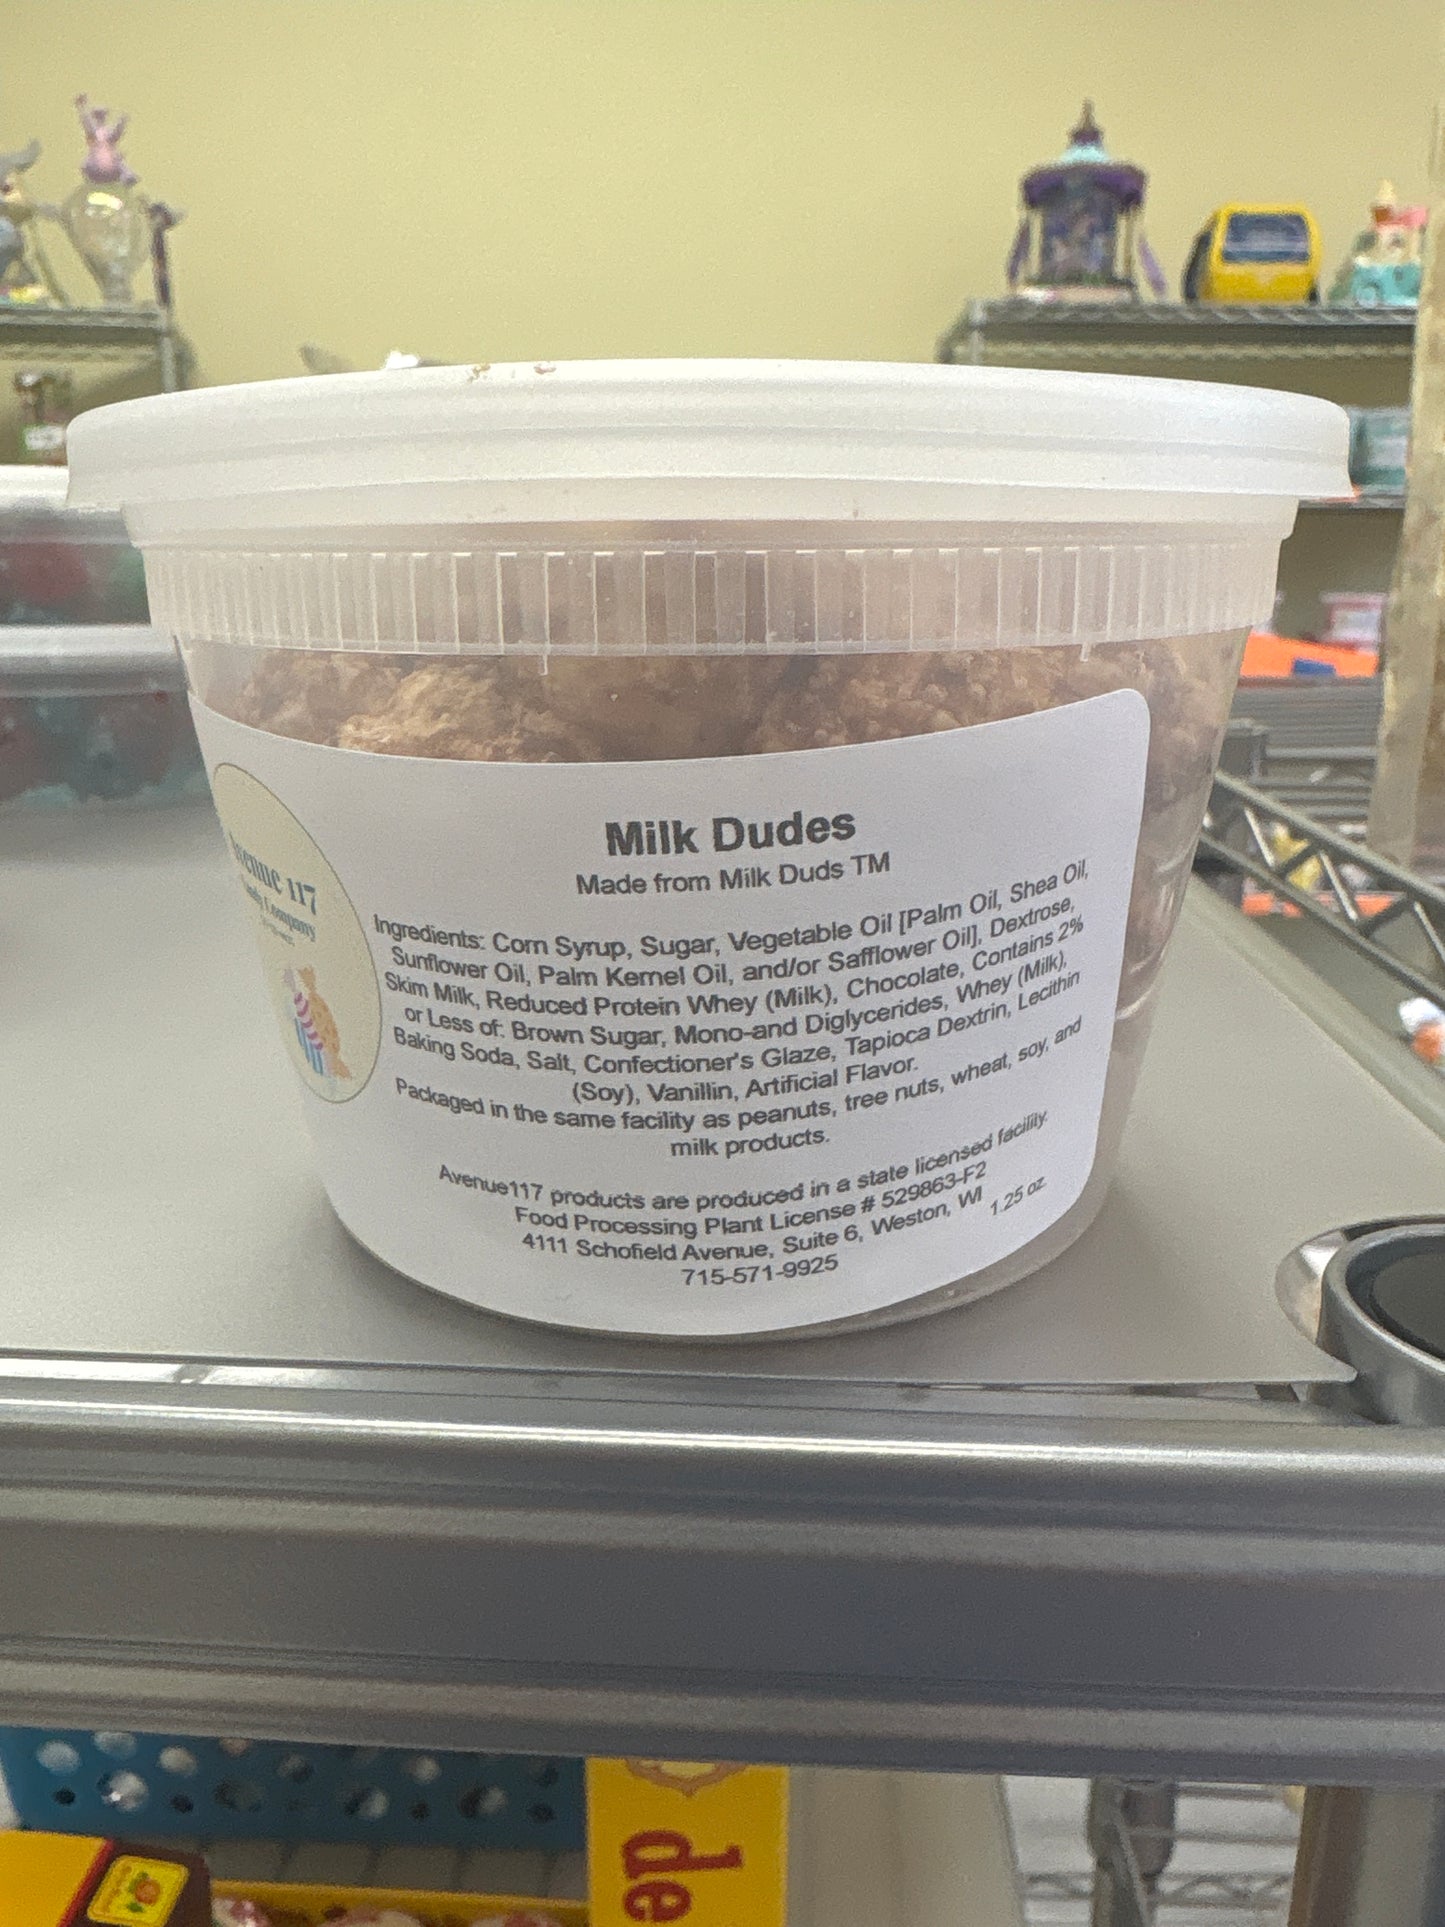 Milk Dudes
Made from Milk Duds TM
Ingredients: Corn Syrup, Sugar, Vegetable Oil [Palm Oil, Shea Oil,
Sunflower Oil, Palm Kernel Oil, and/or Safflower Oil], Dextrose,
Skim Milk, Reduced Protein Whey (Milk), Chocolate, Contains 2%
or Less of: Brown Sugar, Mono-and Diglycerides, Whey (Milk),
Baking Soda, Salt, Confectioner's Glaze, Tapioca Dextrin, Lecithin
(Soy), Vanillin, Artificial Flavor.
Packaged in the same facility as peanuts, tree nuts, wheat, soy, and
milk products.
Avenue117 products are produced in a state licensed facility.
Food Processing Plant License # 529863-F2
4111 Schofield Avenue, Suite 6, Weston, WI
715-571-9925
1.25 oz.
117
Company
de